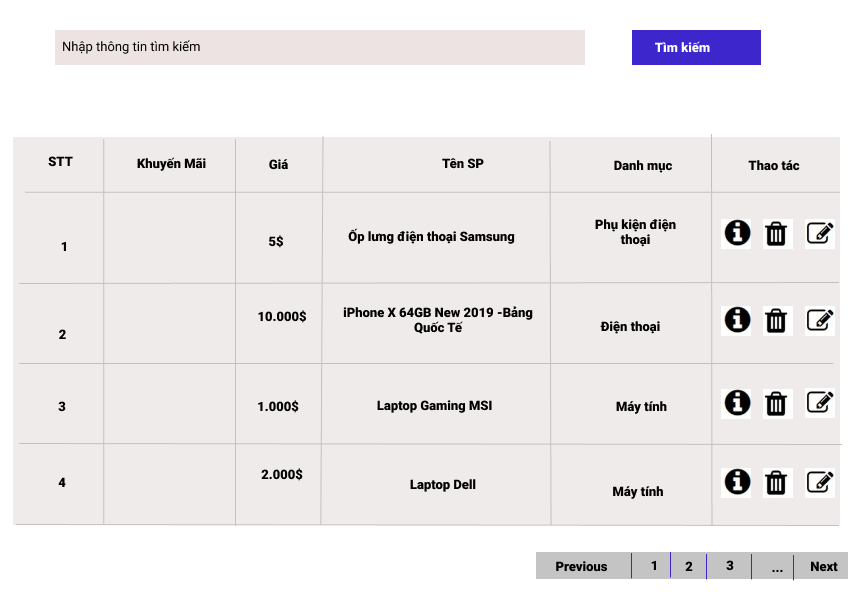 Nhập thông tin tìm kiếm
Tìm kiếm
STT
Khuyến Mãi
Giá
Tên SP
Danh mục
Thao tác
1
5$
Ốp lưng điện thoại Samsung
Phụ kiện điện
thoại
2
10.000$
iPhone X 64GB New 2019 -Bảng
Quốc Tế
Điện thoại
3
1.000$
Laptop Gaming MSI
Máy tính
4
2.000$
Laptop Dell
Máy tính
Previous
1
2
3
...
Next